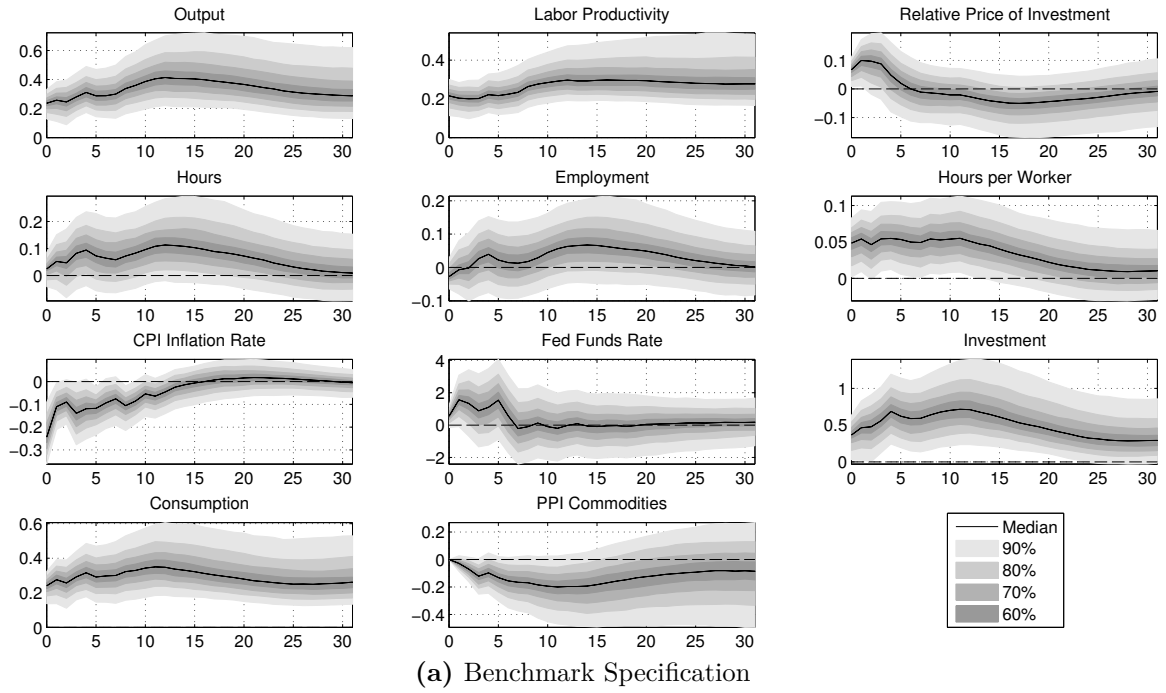 Output
Labor Productivity
Relative Price of Investment
0.6
0.4
0.2
0
0 5 10 15 20 25 30
0.4
0.2
0
0 5 10 15 20 25 30
0.1
0
−0.1
0 5 10 15 20 25 30
Hours
Employment
Hours per Worker
0.2
0.1
0
0 5 10 15 20 25 30
0.2
0.1
0
−0.1
0 5 10 15 20 25 30
0.1
0.05
0
0 5 10 15 20 25 30
CPI Inflation Rate
Fed Funds Rate
Investment
0
−0.1
−0.2
−0.3
0 5 10 15 20 25 30
4
2
0
−2
0 5 10 15 20 25 30
1
0.5
0
0 5 10 15 20 25 30
Consumption
PPI Commodities
0.6
0.4
0.2
0
0 5 10 15 20 25 30
0.2
0
−0.2
−0.4
0 5 10 15 20 25 30
Median
90%
80%
70%
60%
(a) Benchmark Specification